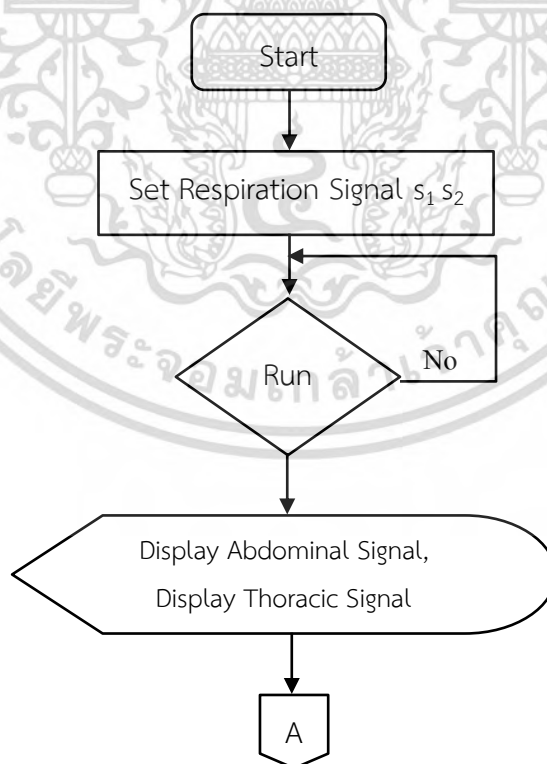 Start
Set Respiration Signal s₁ s₂
Run
No
Display Abdominal Signal,
Display Thoracic Signal
A